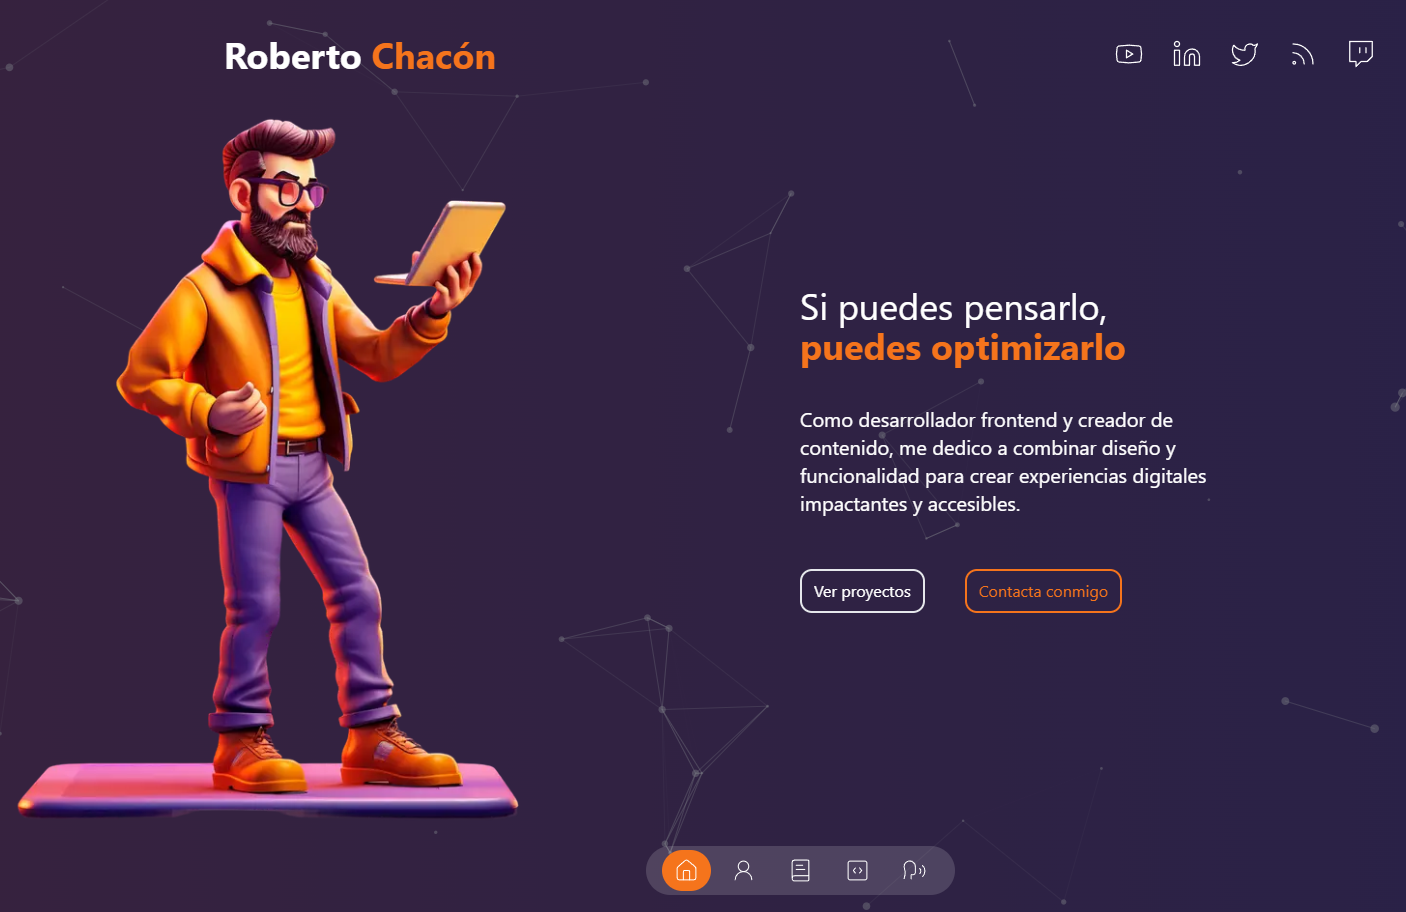 Roberto Chacón
Si puedes pensarlo,
puedes optimizarlo
Como desarrollador frontend y creador de
contenido, me dedico a combinar diseño y
funcionalidad para crear experiencias digitales
impactantes y accesibles.
Ver proyectos
Contacta conmigo